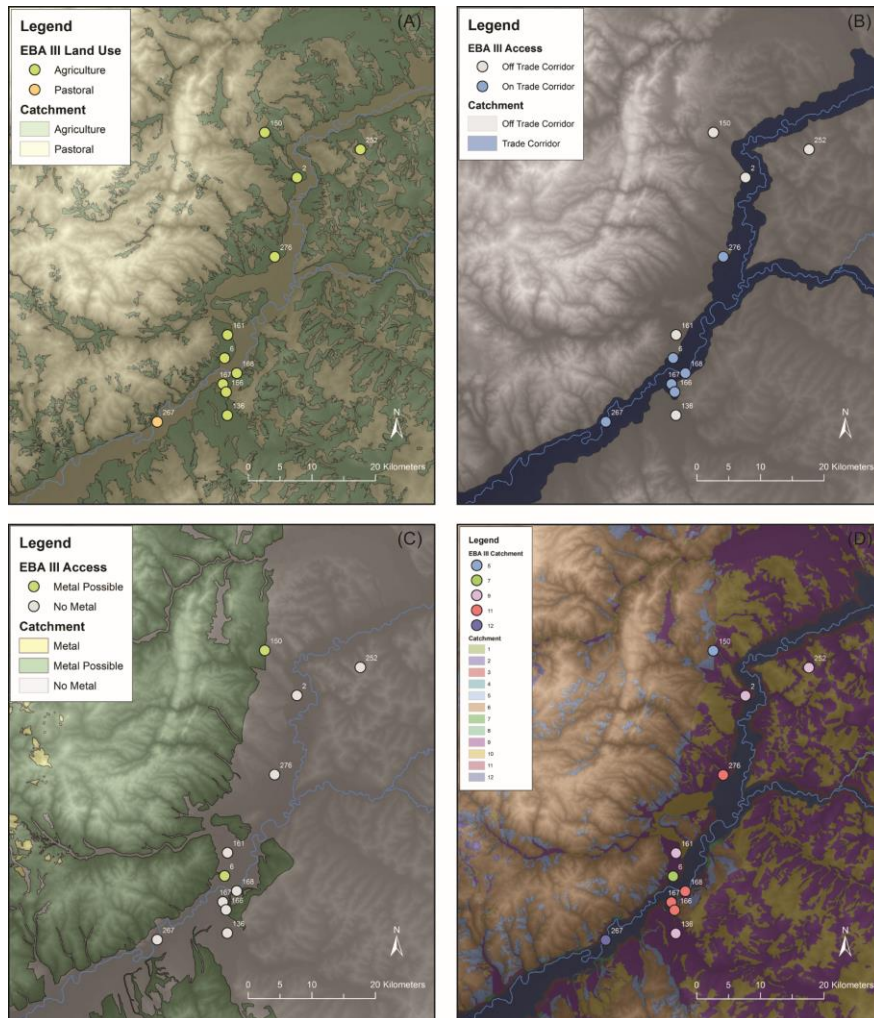 (A)
Legend
EBA III Land Use
Agriculture
Pastoral
Catchment
Agriculture
Pastoral
150
252
2
276
161
6
168
167
166
136
267
N
0 5 10 20 Kilometers
(B)
Legend
EBA III Access
Off Trade Corridor
On Trade Corridor
Catchment
Off Trade Corridor
Trade Corridor
150
252
2
276
161
6
168
167
166
136
267
N
0 5 10 20 Kilometers
(C)
Legend
EBA III Access
Metal Possible
No Metal
Catchment
Metal
Metal Possible
No Metal
150
252
2
276
161
6
168
167
166
136
267
N
0 5 10 20 Kilometers
(D)
Legend
EBA III Catchment
7
11
12
Catchment
1
2
3
4
5
6
7
8
9
10
11
12
150
252
2
276
161
6
168
167
166
136
267
N
0 5 10 20 Kilometers